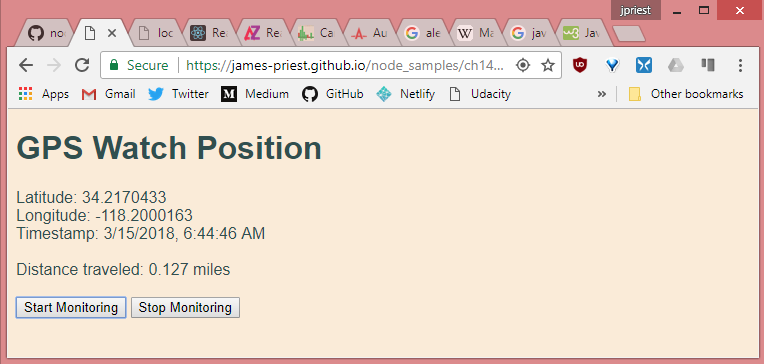 jpriest
no
loc
Rea
Rea
Ca
Au
ale
Ma
jav
Jav
Secure
https://james-priest.github.io/node_samples/ch14...
Apps
Gmail
Twitter
Medium
GitHub
Netlify
Udacity
»
Other bookmarks
GPS Watch Position
Latitude: 34.2170433
Longitude: -118.2000163
Timestamp: 3/15/2018, 6:44:46 AM
Distance traveled: 0.127 miles
Start Monitoring
Stop Monitoring